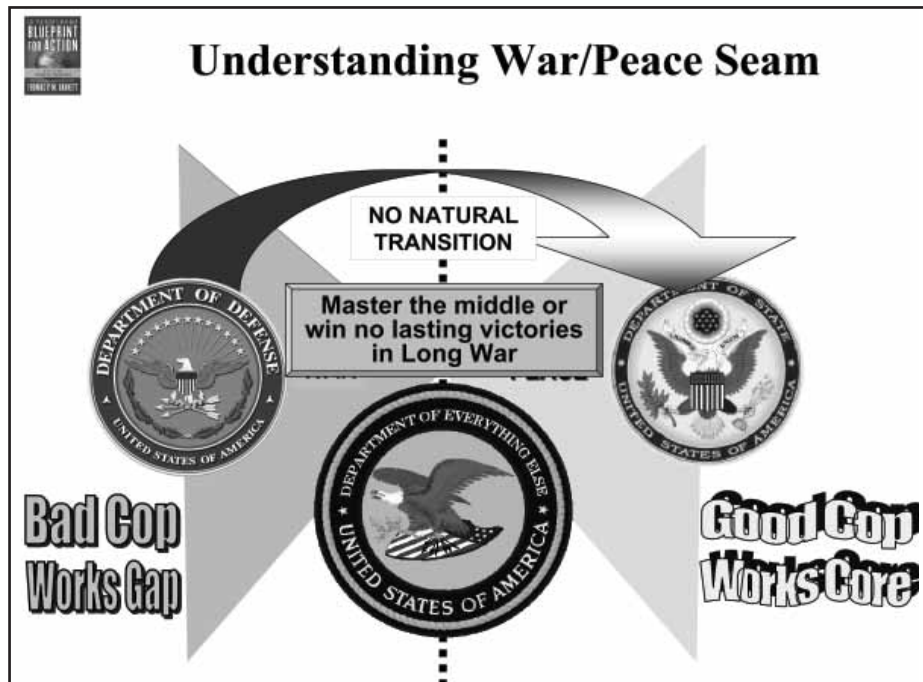 BLUEPRINT
FOR ACTION
THOMAS P.M. BARNETT
Understanding War/Peace Seam
NO NATURAL
TRANSITION
Master the middle or
win no lasting victories
in Long War
DEPARTMENT OF DEFENSE
UNITED STATES OF AMERICA
DEPARTMENT OF STATE
UNITED STATES OF AMERICA
DEPARTMENT OF EVERYTHING ELSE
UNITED STATES OF AMERICA
Bad Cop
Works Gap
Good Cop
Works Core